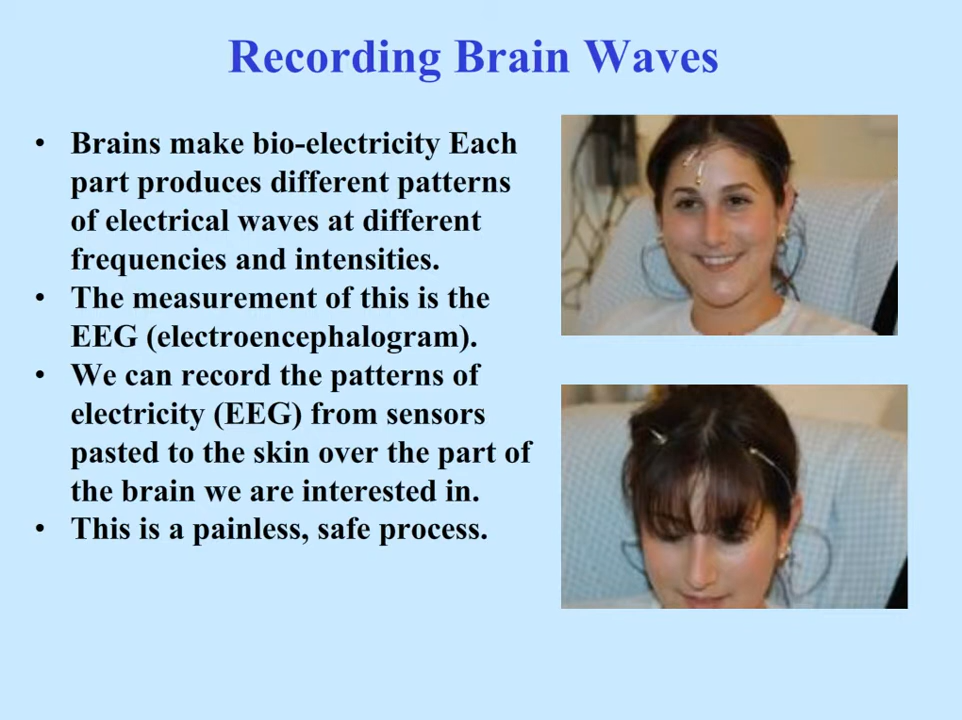 Recording Brain Waves
• Brains make bio-electricity Each
part produces different patterns
of electrical waves at different
frequencies and intensities.
• The measurement of this is the
EEG (electroencephalogram).
• We can record the patterns of
electricity (EEG) from sensors
pasted to the skin over the part of
the brain we are interested in.
• This is a painless, safe process.